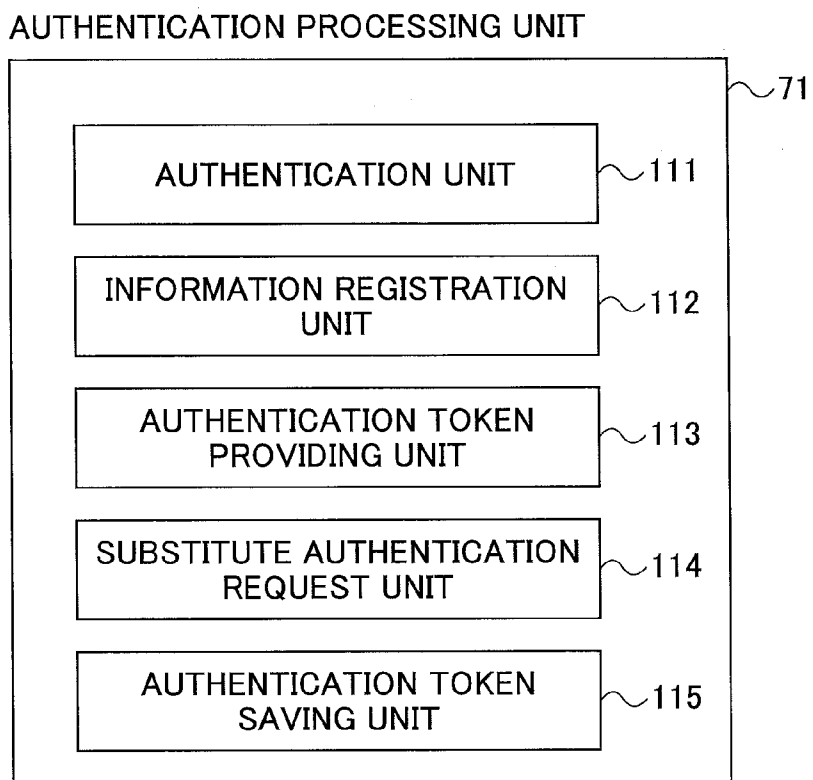 AUTHENTICATION PROCESSING UNIT
71
AUTHENTICATION UNIT
111
INFORMATION REGISTRATION
UNIT
112
AUTHENTICATION TOKEN
PROVIDING UNIT
113
SUBSTITUTE AUTHENTICATION
REQUEST UNIT
114
AUTHENTICATION TOKEN
SAVING UNIT
115